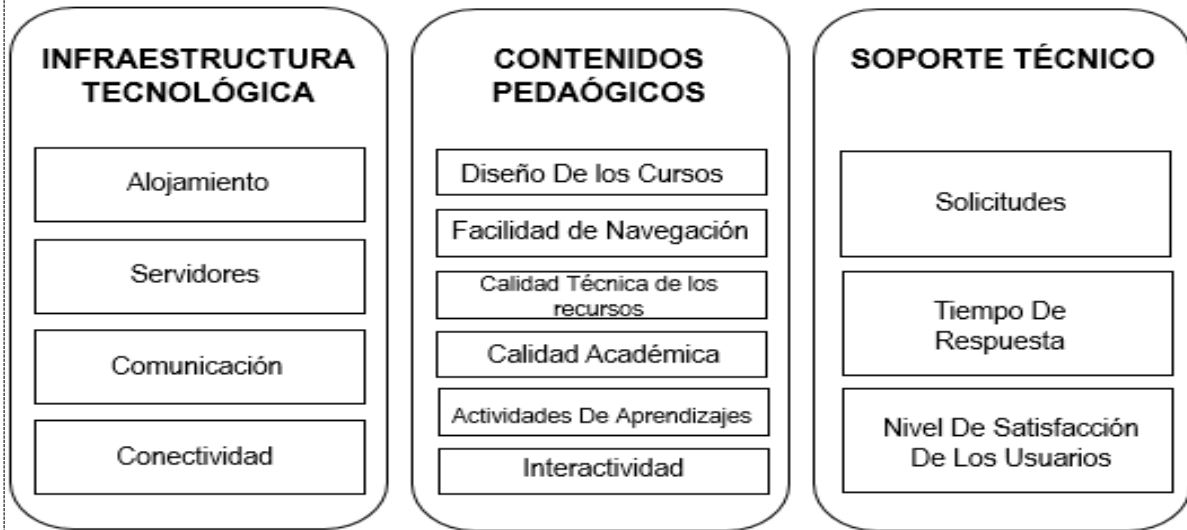 INFRAESTRUCTURA
TECNOLÓGICA
Alojamiento
Servidores
Comunicación
Conectividad
CONTENIDOS
PEDAÓGICOS
Diseño De los Cursos
Facilidad de Navegación
Calidad Técnica de los
recursos
Calidad Académica
Actividades De Aprendizajes
Interactividad
SOPORTE TÉCNICO
Solicitudes
Tiempo De
Respuesta
Nivel De Satisfacción
De Los Usuarios